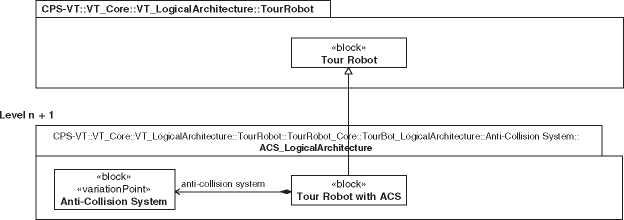 CPS-VT::VT_Core::VT_LogicalArchitecture::TourRobot
«block»
Tour Robot
Level n + 1
CPS-VT::VT_Core::VT_LogicalArchitecture::TourRobot::TourRobot_Core::TourBot_LogicalArchitecture::Anti-Collision System::
ACS_LogicalArchitecture
«block»
«variationPoint»
Anti-Collision System
anti-collision system
«block»
Tour Robot with ACS